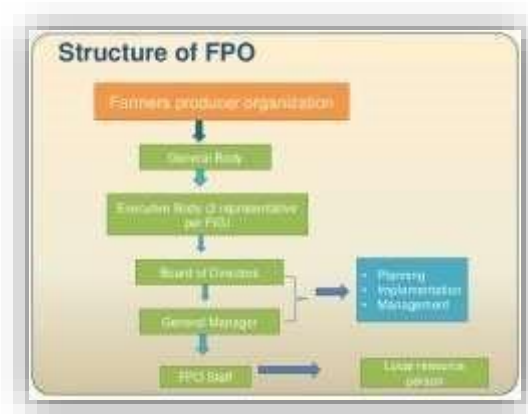 Structure of FPO
Farmers producer organization
General Body
Executive Body (2 representative
per FIG)
Board of Directors
General Manager
FPO Staff
• Planning
• Implementation
• Management
Local resource
person